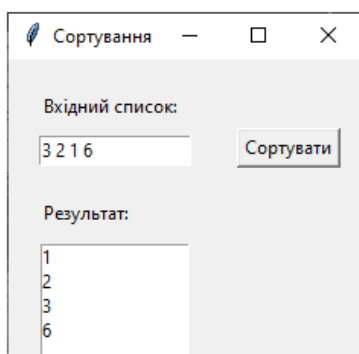 Сортування
Вхідний список:
3 2 1 6
Сортувати
Результат:
1
2
3
6